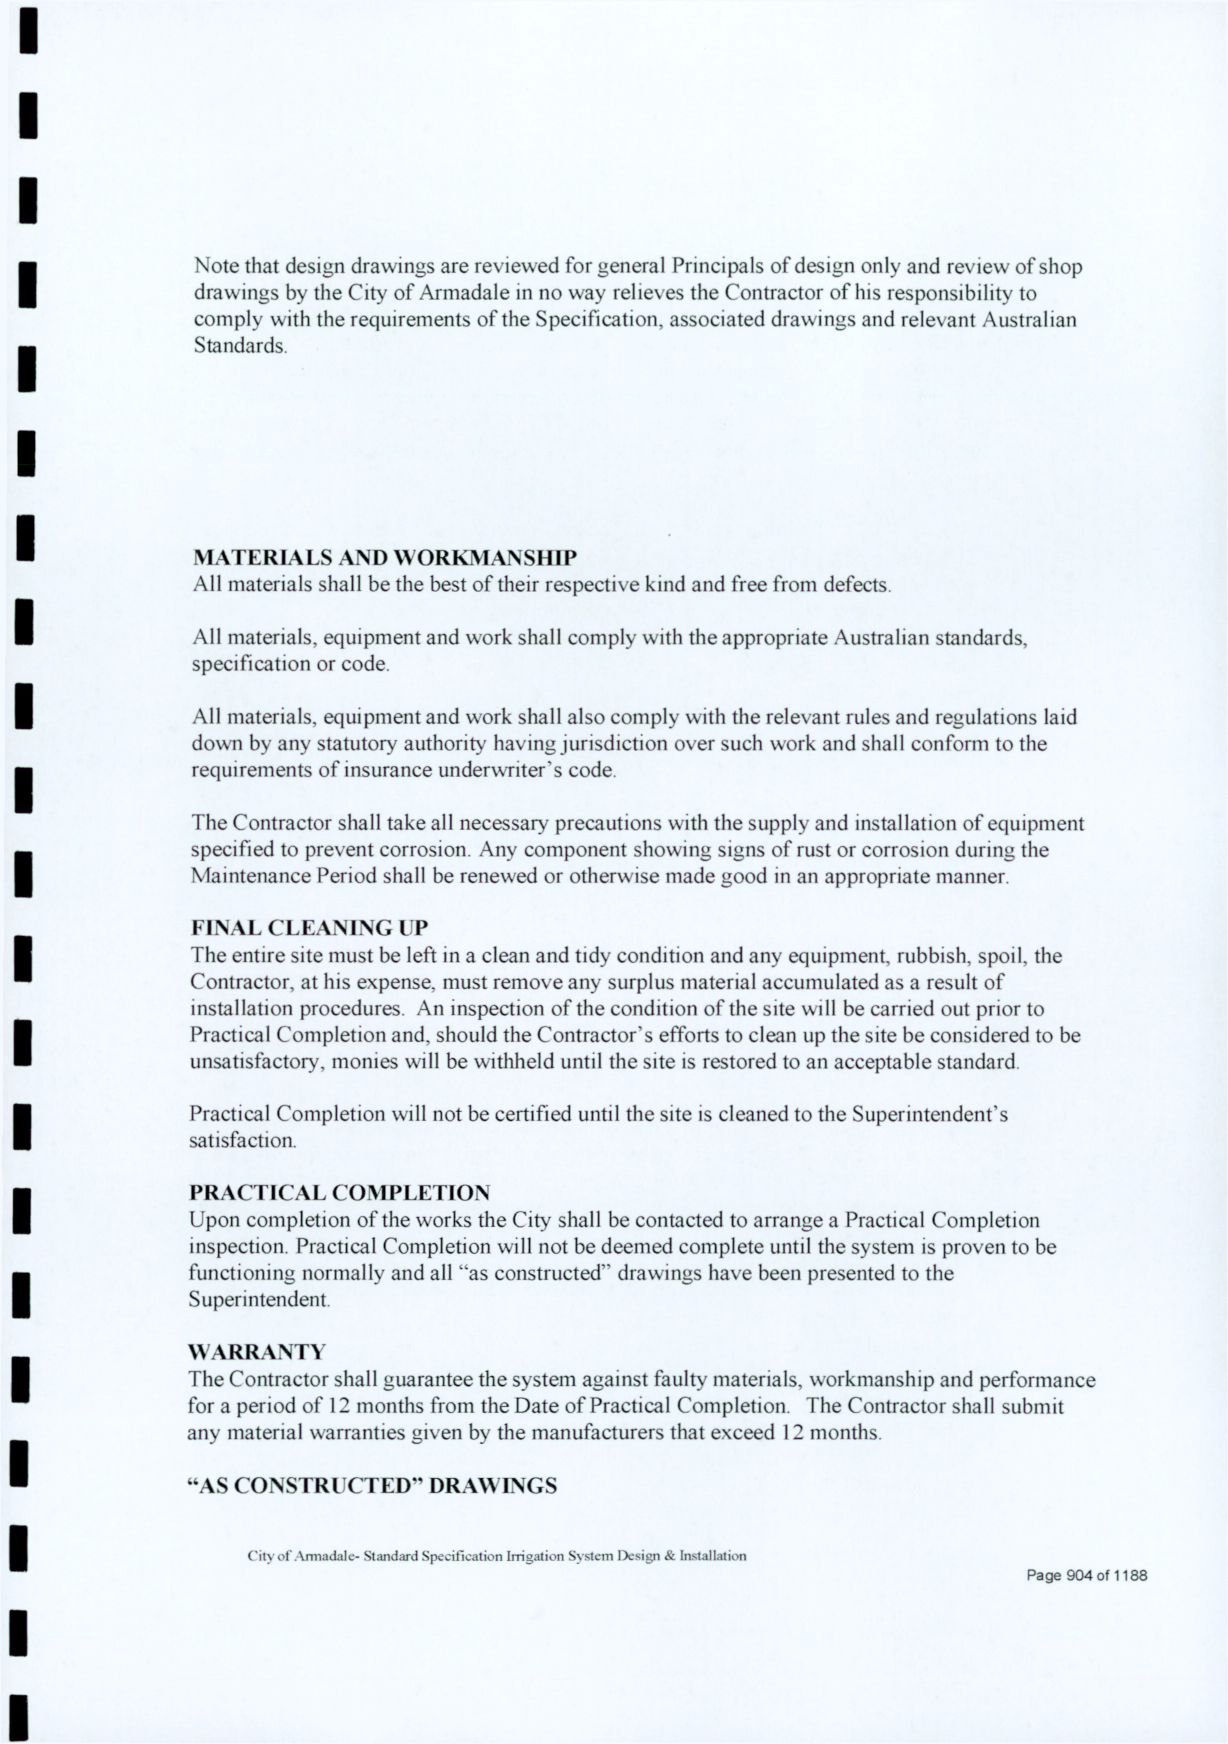 Note that design drawings are reviewed for general Principals of design only and review of shop
drawings by the City of Armadale in no way relieves the Contractor of his responsibility to
comply with the requirements of the Specification, associated drawings and relevant Australian
Standards.
MATERIALS AND WORKMANSHIP
All materials shall be the best of their respective kind and free from defects.
All materials, equipment and work shall comply with the appropriate Australian standards,
specification or code.
All materials, equipment and work shall also comply with the relevant rules and regulations laid
down by any statutory authority having jurisdiction over such work and shall conform to the
requirements of insurance underwriter's code.
The Contractor shall take all necessary precautions with the supply and installation of equipment
specified to prevent corrosion. Any component showing signs of rust or corrosion during the
Maintenance Period shall be renewed or otherwise made good in an appropriate manner.
FINAL CLEANING UP
The entire site must be left in a clean and tidy condition and any equipment, rubbish, spoil, the
Contractor, at his expense, must remove any surplus material accumulated as a result of
installation procedures. An inspection of the condition of the site will be carried out prior to
Practical Completion and, should the Contractor's efforts to clean up the site be considered to be
unsatisfactory, monies will be withheld until the site is restored to an acceptable standard.
Practical Completion will not be certified until the site is cleaned to the Superintendent's
satisfaction.
PRACTICAL COMPLETION
Upon completion of the works the City shall be contacted to arrange a Practical Completion
inspection. Practical Completion will not be deemed complete until the system is proven to be
functioning normally and all “as constructed” drawings have been presented to the
Superintendent.
WARRANTY
The Contractor shall guarantee the system against faulty materials, workmanship and performance
for a period of 12 months from the Date of Practical Completion. The Contractor shall submit
any material warranties given by the manufacturers that exceed 12 months.
“AS CONSTRUCTED” DRAWINGS
City of Armadale- Standard Specification Irrigation System Design & Installation
Page 904 of 1188